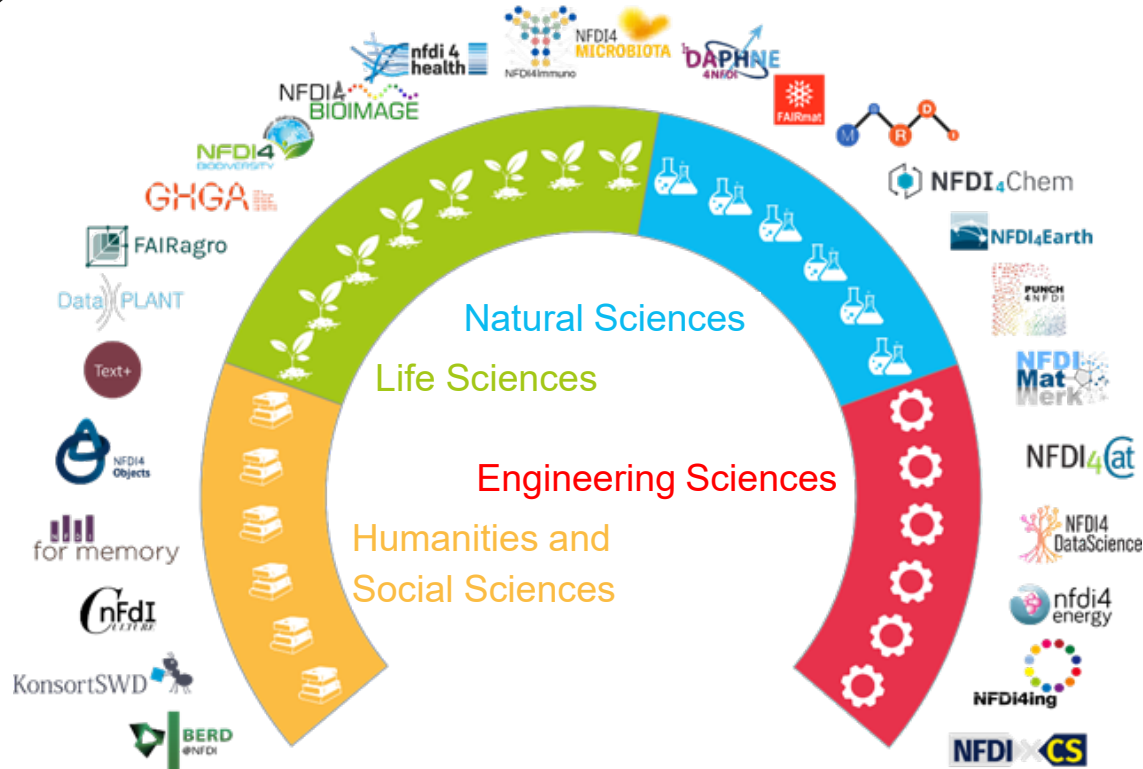 nfdi 4
health
NFDI4Immuno
NFDI4
MICROBIOTA
DAPHNE
4NFDI
FAIRmat
M A R D I
NFDI4
BIOIMAGE
NFDI4
BIODIVERSITY
GHGA
NFDI4Chem
FAIRagro
NFDI4Earth
DataPLANT
PUNCH
4NFDI
Natural Sciences
Text+
Life Sciences
NFDI
Mat
Werk
NFDI4
Objects
NFDI4Cat
Engineering Sciences
NFDI
for memory
Humanities and
Social Sciences
NFDI4
DataScience
nFdI
CULTURE
nfdi4
energy
KonsortSWD
NFDi4ing
BERD
@NFDI
NFDIxCS